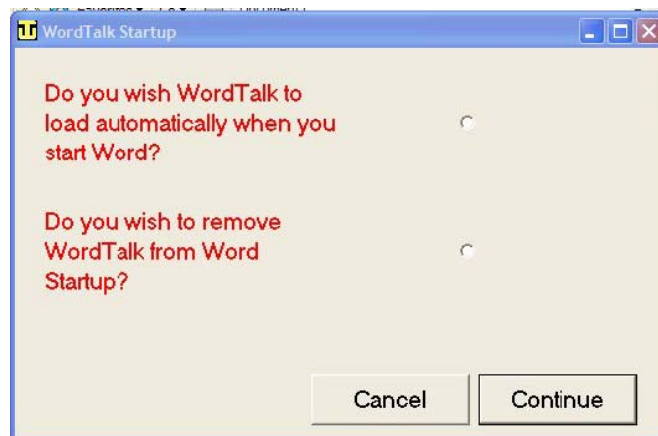 WordTalk Startup
Do you wish WordTalk to
load automatically when you
start Word?
Do you wish to remove
WordTalk from Word
Startup?
Cancel
Continue